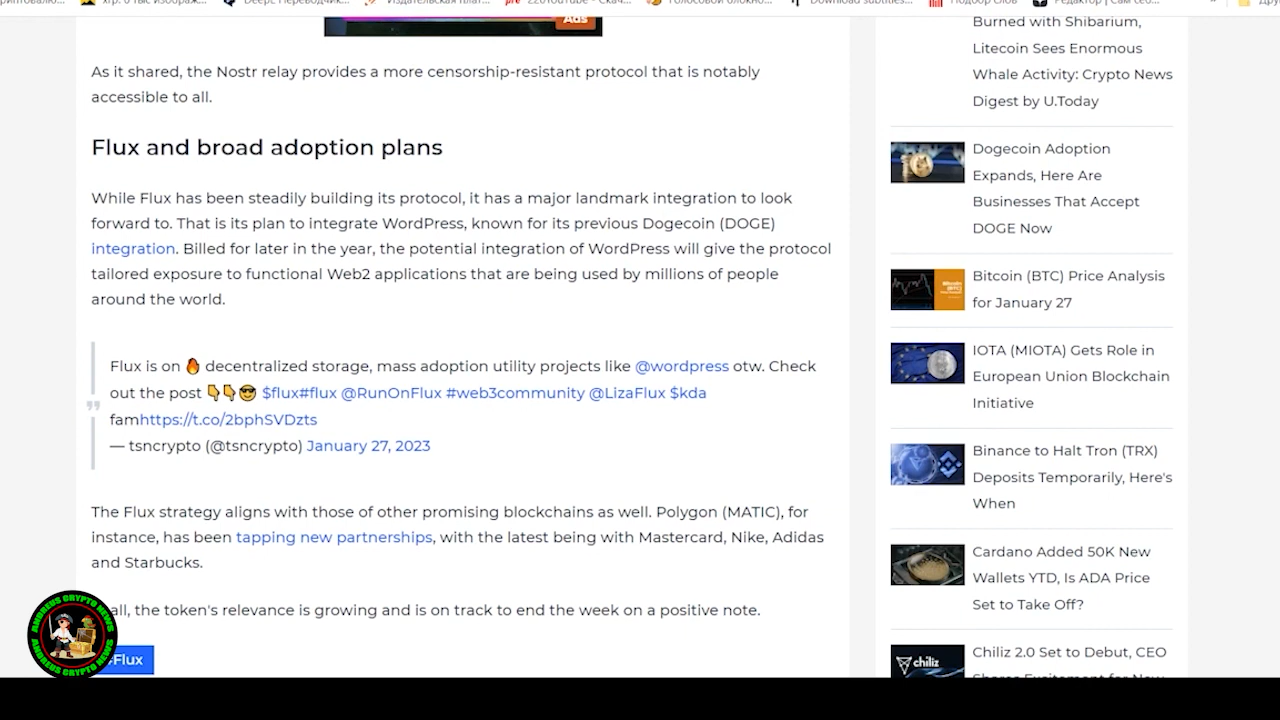 Ads
As it shared, the Nostr relay provides a more censorship-resistant protocol that is notably
accessible to all.
Flux and broad adoption plans
While Flux has been steadily building its protocol, it has a major landmark integration to look
forward to. That is its plan to integrate WordPress, known for its previous Dogecoin (DOGE)
integration. Billed for later in the year, the potential integration of WordPress will give the protocol
tailored exposure to functional Web2 applications that are being used by millions of people
around the world.
Flux is on 🔥 decentralized storage, mass adoption utility projects like @wordpress otw. Check
out the post 👇👇😎 $flux#flux @RunOnFlux #web3community @LizaFlux $kda
famhttps://t.co/2bphSVDzts
— tsncrypto (@tsncrypto) January 27, 2023
The Flux strategy aligns with those of other promising blockchains as well. Polygon (MATIC), for
instance, has been tapping new partnerships, with the latest being with Mastercard, Nike, Adidas
and Starbucks.
all, the token's relevance is growing and is on track to end the week on a positive note.
#Flux
ANDREUS CRYPTO NEWS
ANDREUS CRYPTO NEWS
Burned with Shibarium,
Litecoin Sees Enormous
Whale Activity: Crypto News
Digest by U.Today
Dogecoin Adoption
Expands, Here Are
Businesses That Accept
DOGE Now
Bitcoin (BTC) Price Analysis
for January 27
IOTA (MIOTA) Gets Role in
European Union Blockchain
Initiative
Binance to Halt Tron (TRX)
Deposits Temporarily, Here's
When
Cardano Added 50K New
Wallets YTD, Is ADA Price
Set to Take Off?
chiliz
Chiliz 2.0 Set to Debut, CEO